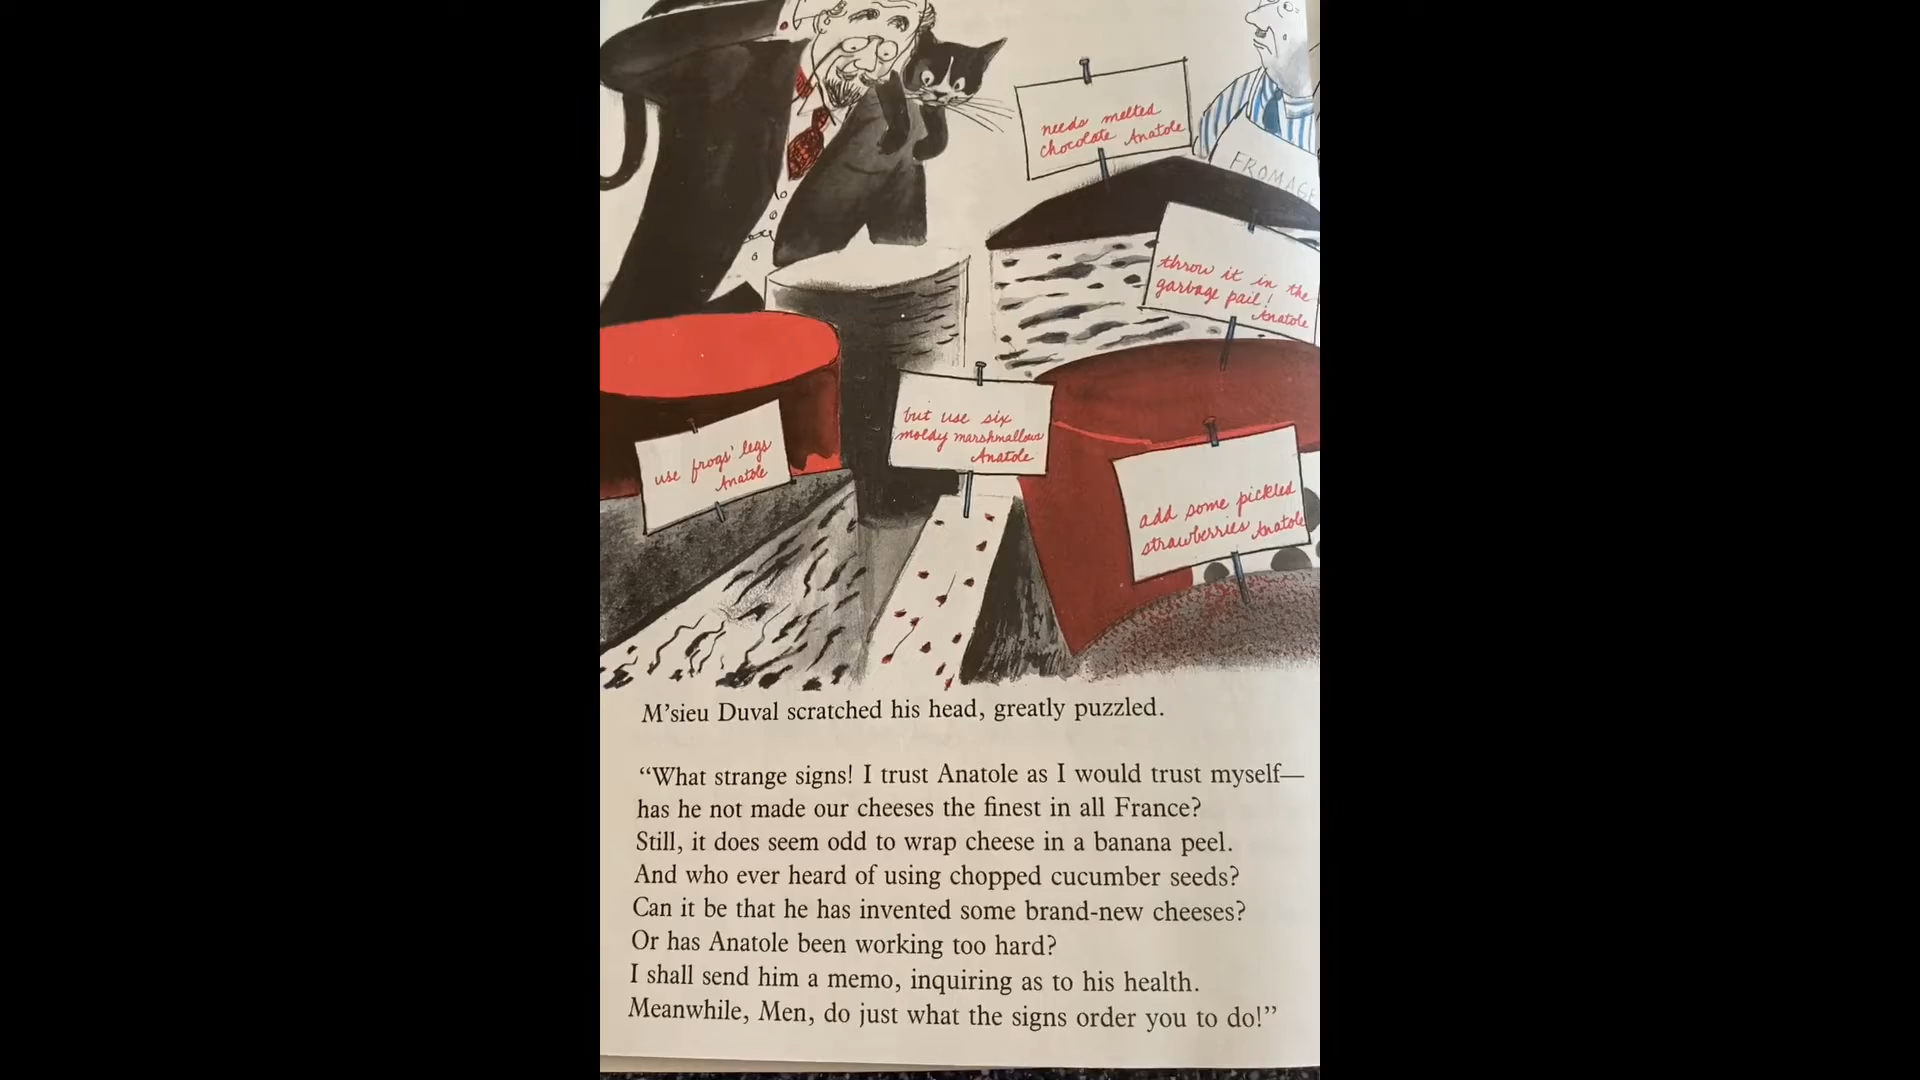 needs melted
chocolate Anatole
FROMAGE
throw it in the
garbage pail!
Anatole
but use six
moldy marshmallows
Anatole
use frogs' legs
Anatole
add some pickled
strawberries Anatole
M'sieu Duval scratched his head, greatly puzzled.
“What strange signs! I trust Anatole as I would trust myself—
has he not made our cheeses the finest in all France?
Still, it does seem odd to wrap cheese in a banana peel.
And who ever heard of using chopped cucumber seeds?
Can it be that he has invented some brand-new cheeses?
Or has Anatole been working too hard?
I shall send him a memo, inquiring as to his health.
Meanwhile, Men, do just what the signs order you to do!”